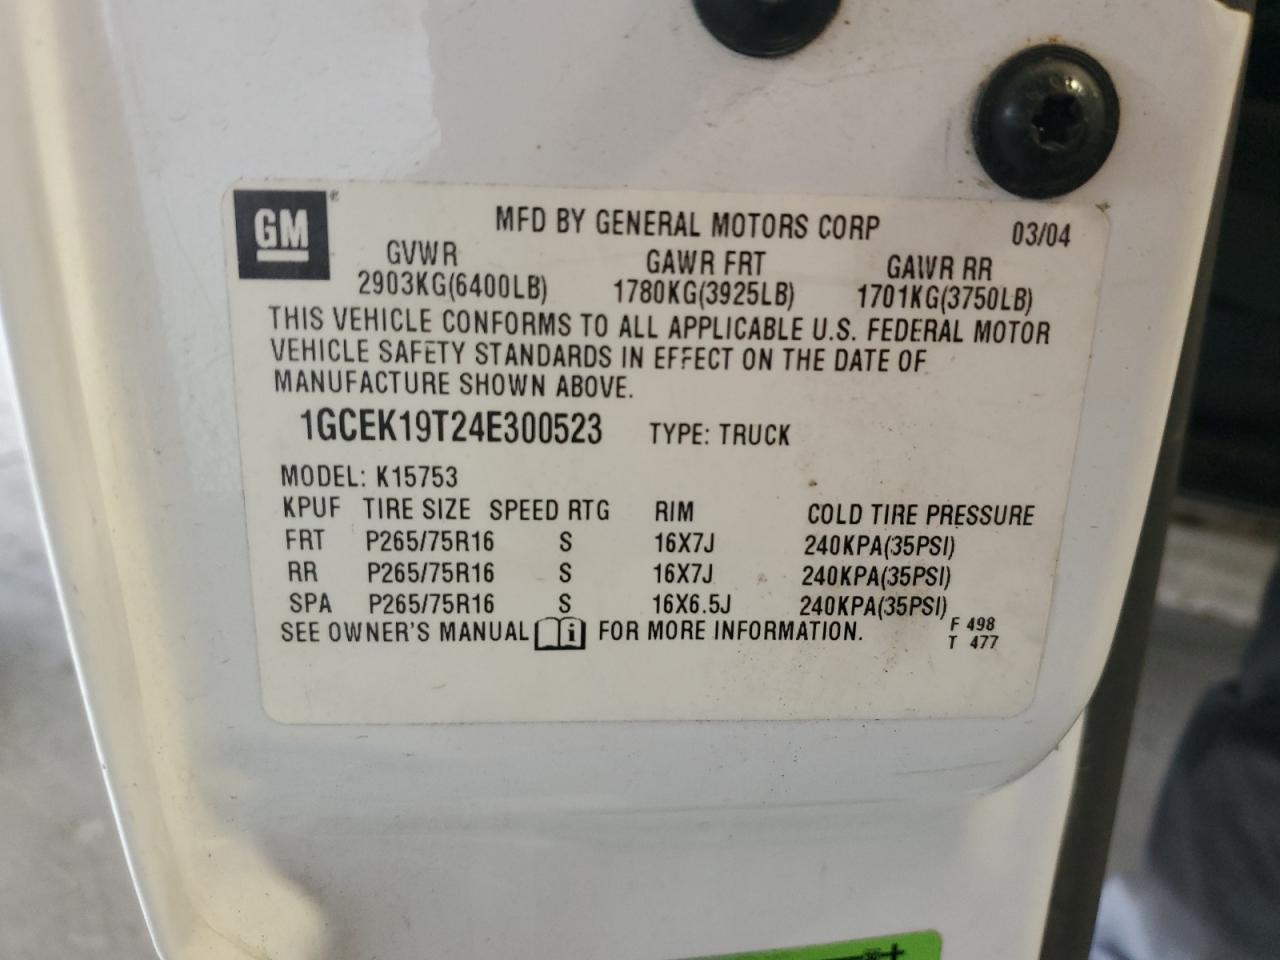 GM®
MFD BY GENERAL MOTORS CORP 03/04
GVWR GAWR FRT GAWR RR
2903KG(6400LB) 1780KG(3925LB) 1701KG(3750LB)
THIS VEHICLE CONFORMS TO ALL APPLICABLE U.S. FEDERAL MOTOR
VEHICLE SAFETY STANDARDS IN EFFECT ON THE DATE OF
MANUFACTURE SHOWN ABOVE.
1GCEK19T24E300523 TYPE: TRUCK
MODEL: K15753
KPUF TIRE SIZE SPEED RTG RIM COLD TIRE PRESSURE
FRT P265/75R16 S 16X7J 240KPA(35PSI)
RR P265/75R16 S 16X7J 240KPA(35PSI)
SPA P265/75R16 S 16X6.5J 240KPA(35PSI)
SEE OWNER'S MANUAL i FOR MORE INFORMATION. F 498
T 477